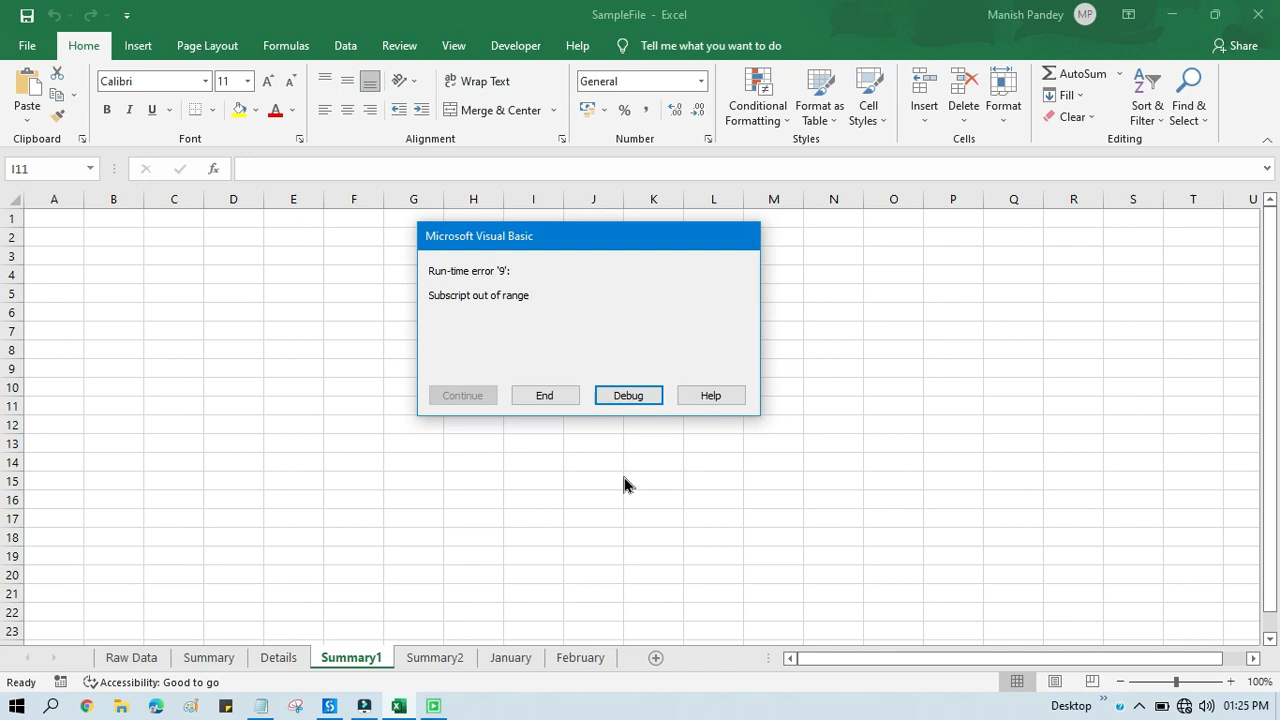 SampleFile - Excel
Manish Pandey MP
File Home Insert Page Layout Formulas Data Review View Developer Help Tell me what you want to do Share
Paste
Calibri 11
B I U A
Wrap Text
Merge & Center
General
% ,
Conditional Formatting
Format as Table
Cell Styles
Insert Delete Format
AutoSum
Fill
Clear
Sort & Filter
Find & Select
Clipboard Font Alignment Number Styles Cells Editing
I11 fx
A B C D E F G H I J K L M N O P Q R S T U
1
2
3
4
5
6
7
8
9
10
11
12
13
14
15
16
17
18
19
20
21
22
23
Microsoft Visual Basic
Run-time error '9':
Subscript out of range
Continue End Debug Help
Raw Data Summary Details Summary1 Summary2 January February
Ready Accessibility: Good to go 100%
Desktop 01:25 PM